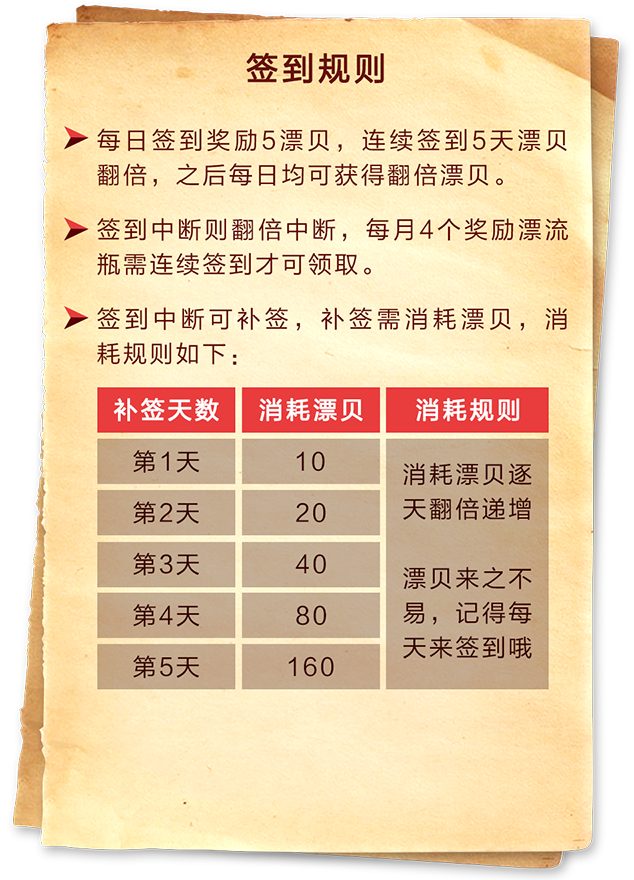 签到规则
每日签到奖励5漂贝，连续签到5天漂贝
翻倍，之后每日均可获得翻倍漂贝。
签到中断则翻倍中断，每月4个奖励漂流
瓶需连续签到才可领取。
签到中断可补签，补签需消耗漂贝，消
耗规则如下：
补签天数 消耗漂贝 消耗规则
第1天 10
第2天 20
第3天 40
第4天 80
第5天 160
消耗漂贝逐
天翻倍递增
漂贝来之不
易，记得每
天来签到哦